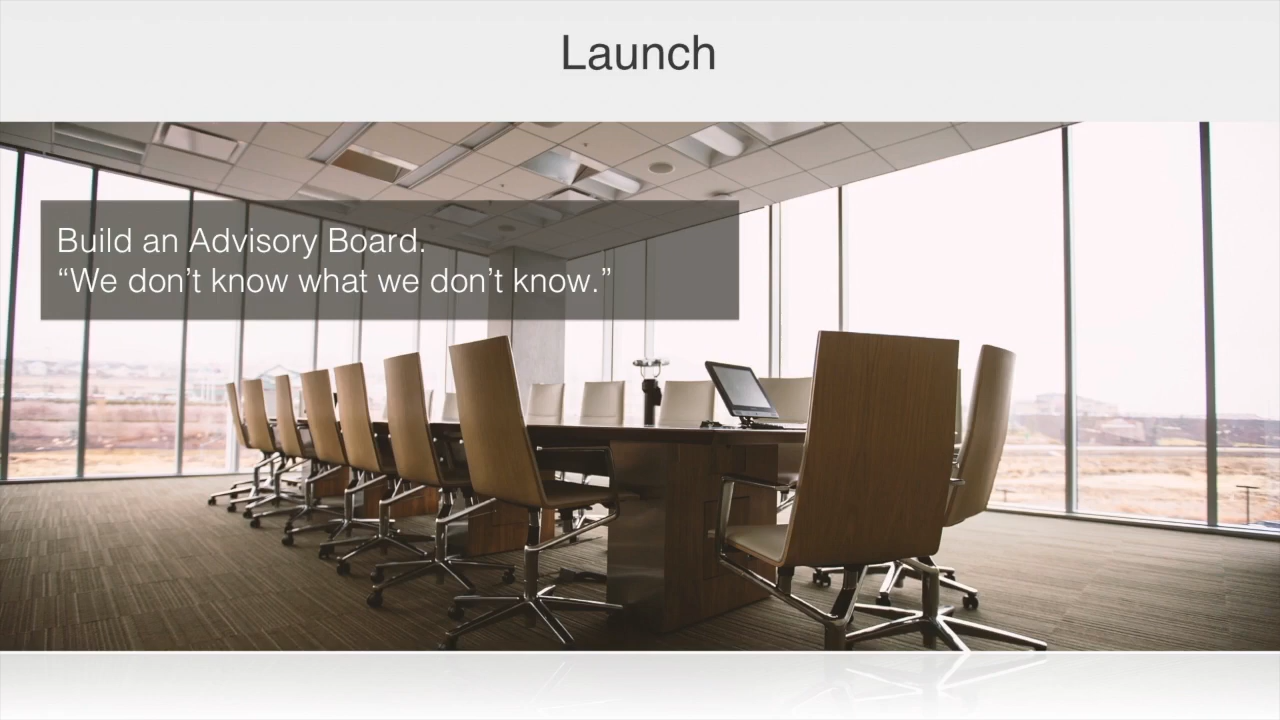 Launch
Build an Advisory Board.
“We don’t know what we don’t know.”